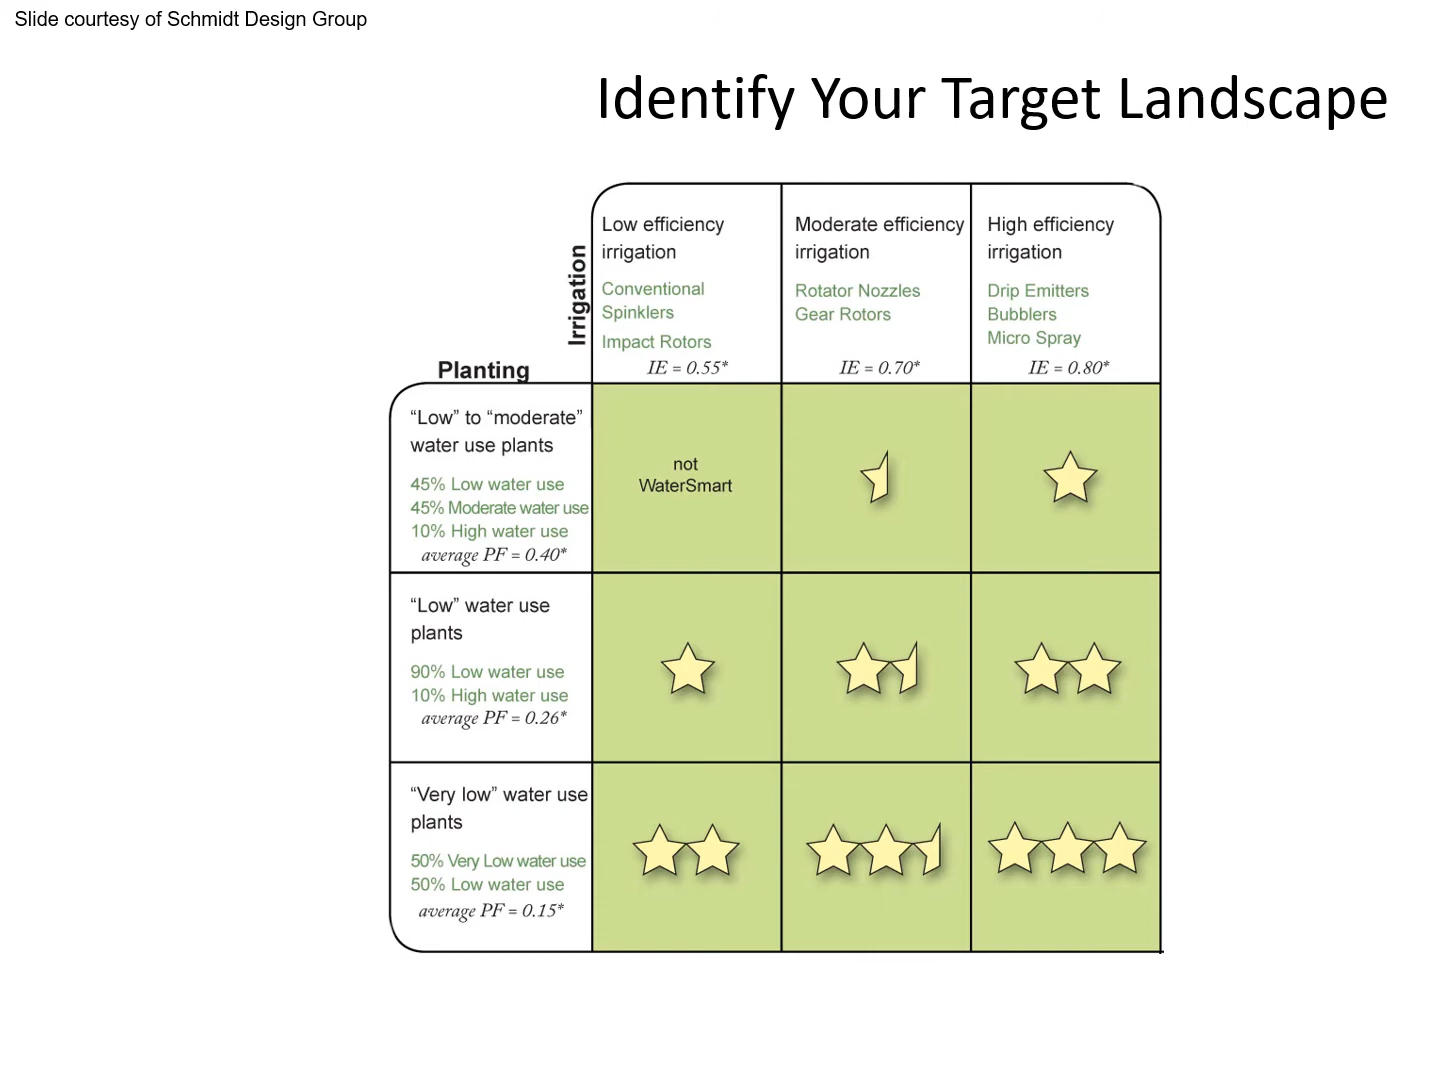 Slide courtesy of Schmidt Design Group
Identify Your Target Landscape
Irrigation
Low efficiency
irrigation
Conventional
Spinklers
Impact Rotors
IE = 0.55*
Moderate efficiency
irrigation
Rotator Nozzles
Gear Rotors
IE = 0.70*
High efficiency
irrigation
Drip Emitters
Bubblers
Micro Spray
IE = 0.80*
Planting
“Low” to “moderate”
water use plants
45% Low water use
45% Moderate water use
10% High water use
average PF = 0.40*
not
WaterSmart
“Low” water use
plants
90% Low water use
10% High water use
average PF = 0.26*
“Very low” water use
plants
50% Very Low water use
50% Low water use
average PF = 0.15*